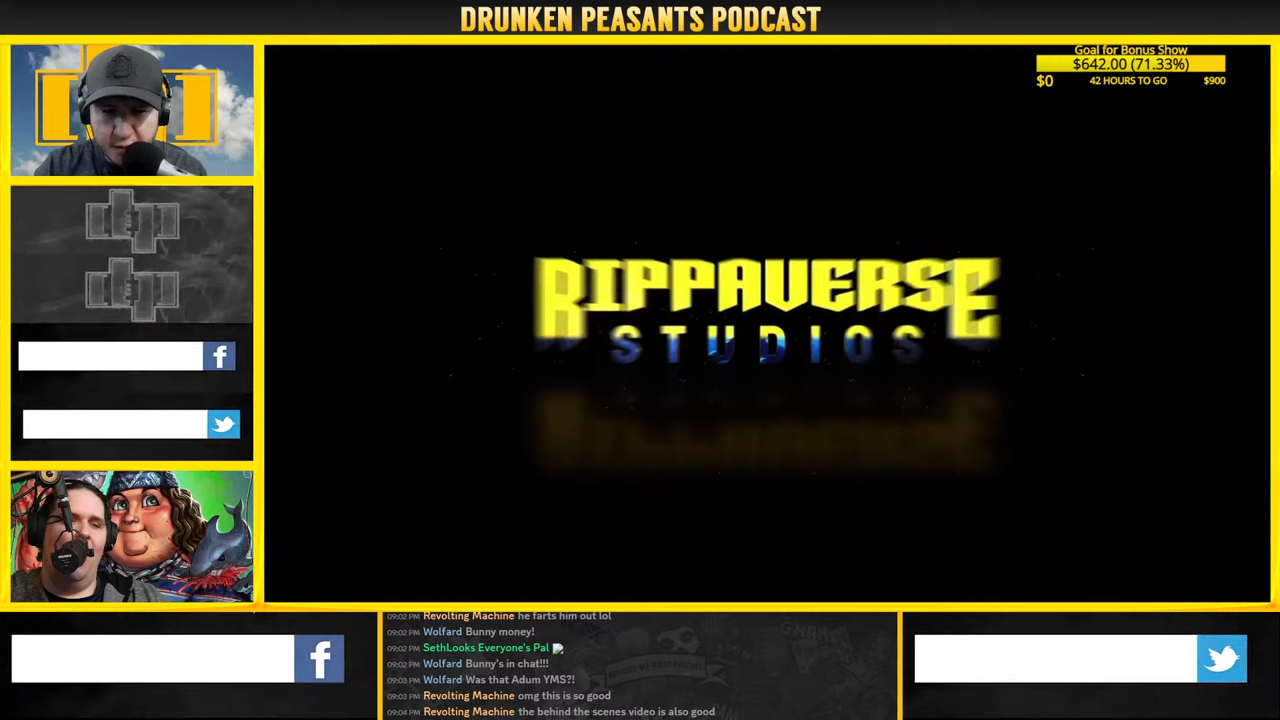 DRUNKEN PEASANTS PODCAST
Goal for Bonus Show
$642.00 (71.33%)
$0 42 HOURS TO GO $900
RIPPAVERSE
STUDIOS
09:02 PM Revolting Machine he farts him out lol
09:02 PM Wolfard Bunny money!
09:02 PM SethLooks Everyone's Pal
09:02 PM Wolfard Bunny's in chat!!!
09:03 PM Wolfard Was that Adum YMS?!
09:03 PM Revolting Machine omg this is so good
09:04 PM Revolting Machine the behind the scenes video is also good